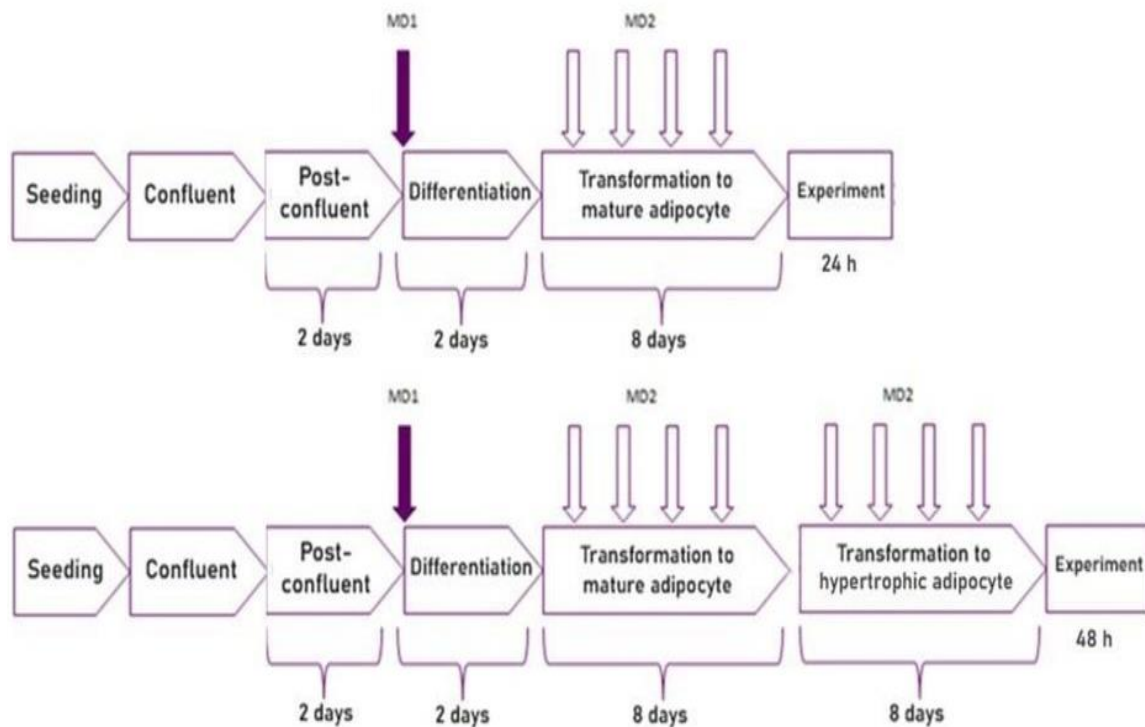 MD1
MD2
Seeding
Confluent
Post-
confluent
Differentiation
Transformation to
mature adipocyte
Experiment
24 h
2 days
2 days
8 days
MD1
MD2
MD2
Seeding
Confluent
Post-
confluent
Differentiation
Transformation to
mature adipocyte
Transformation to
hypertrophic adipocyte
Experiment
48 h
2 days
2 days
8 days
8 days